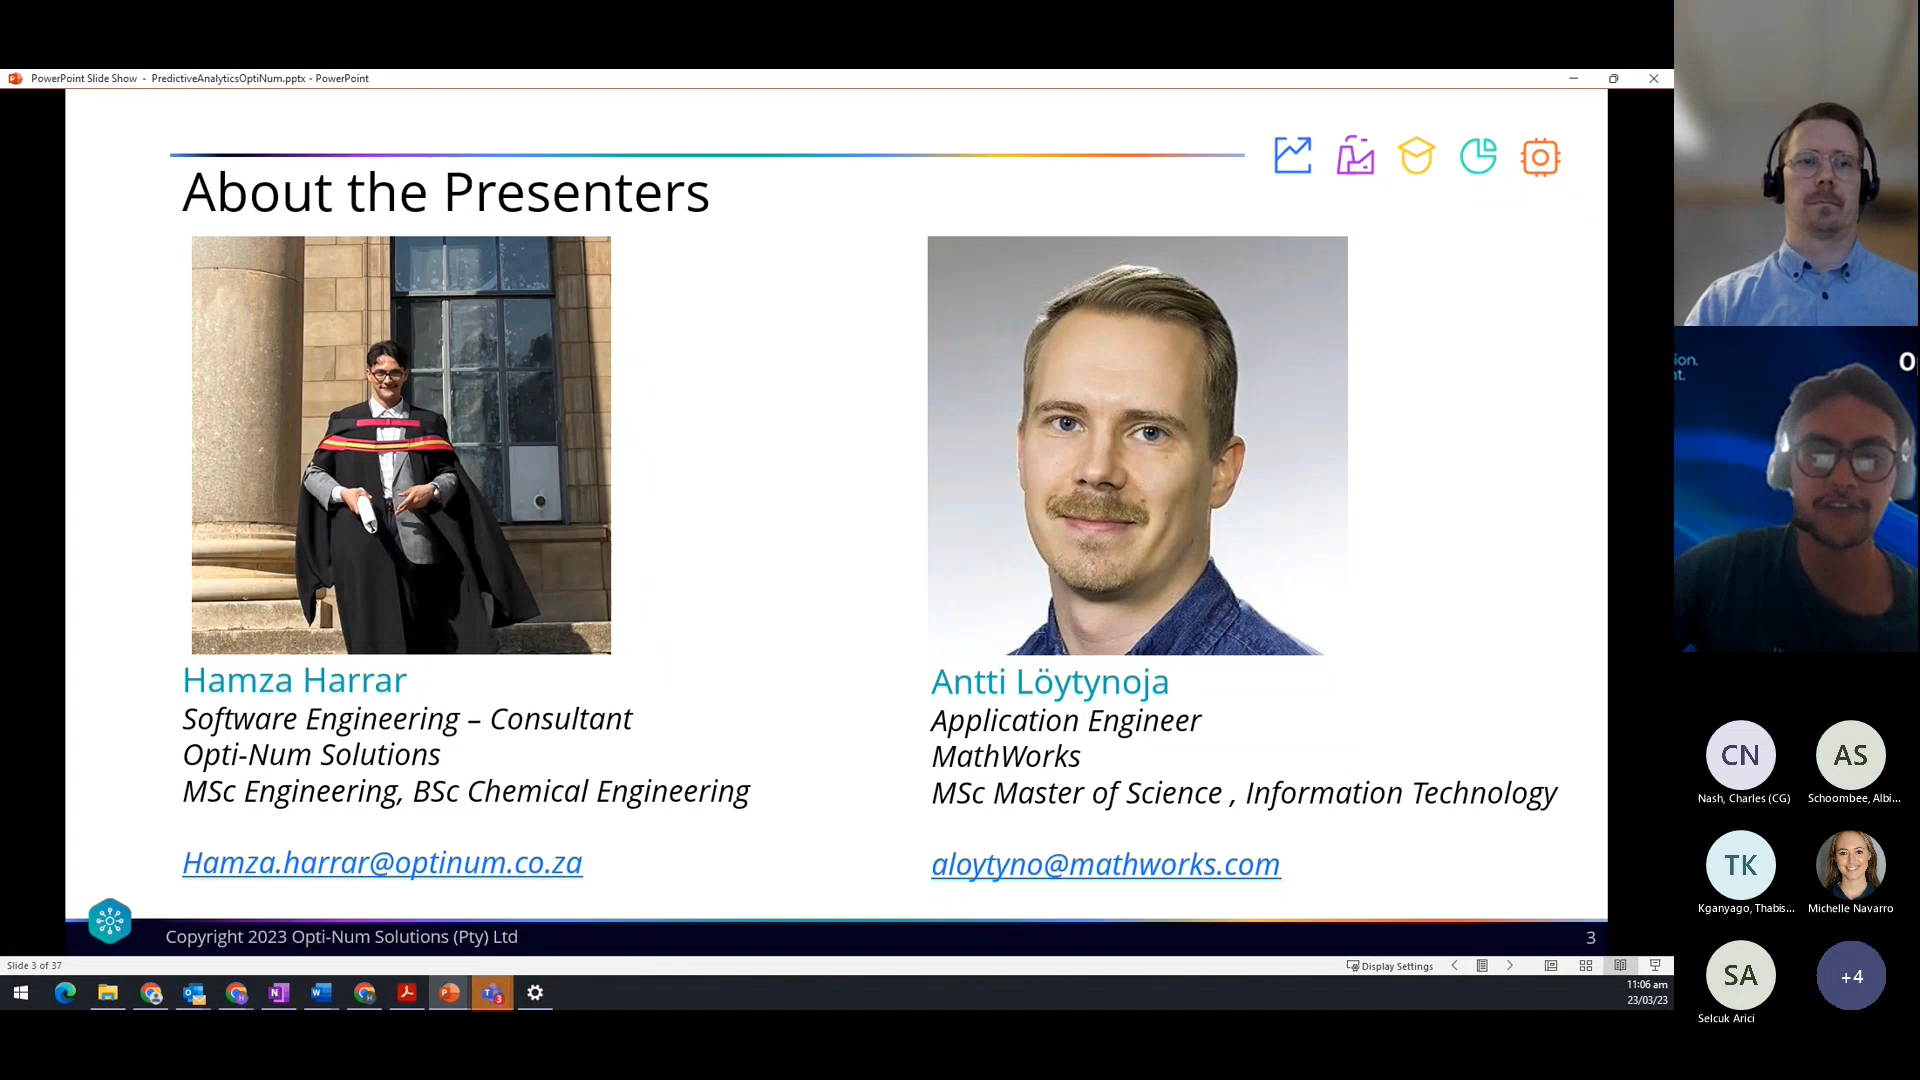 PowerPoint Slide Show - PredictiveAnalyticsOptiNum.pptx - PowerPoint
About the Presenters
Hamza Harrar
Software Engineering – Consultant
Opti-Num Solutions
MSc Engineering, BSc Chemical Engineering
Hamza.harrar@optinum.co.za
Antti Löytynoja
Application Engineer
MathWorks
MSc Master of Science , Information Technology
aloytyno@mathworks.com
Copyright 2023 Opti-Num Solutions (Pty) Ltd
3
Slide 3 of 37
Display Settings
11:06 am
23/03/23
ion.
t.
O
CN
Nash, Charles (CG)
AS
Schoombee, Albi...
TK
Kganyago, Thabis...
Michelle Navarro
SA
Selcuk Arici
+4